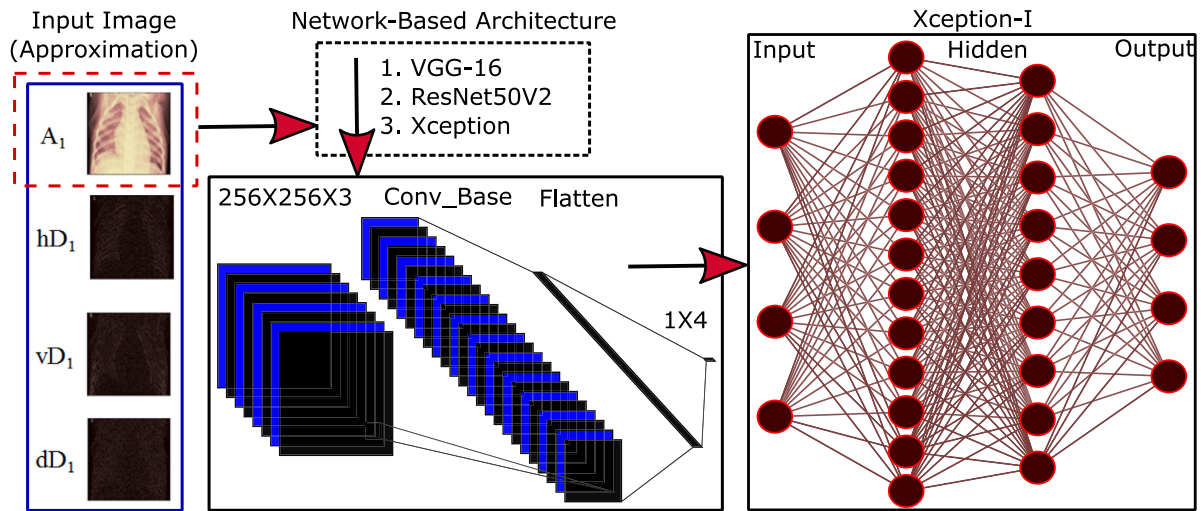 Input Image
(Approximation)
A1
hD1
vD1
dD1
Network-Based Architecture
1. VGG-16
2. ResNet50V2
3. Xception
256X256X3
Conv_Base
Flatten
1X4
Xception-I
Input
Hidden
Output